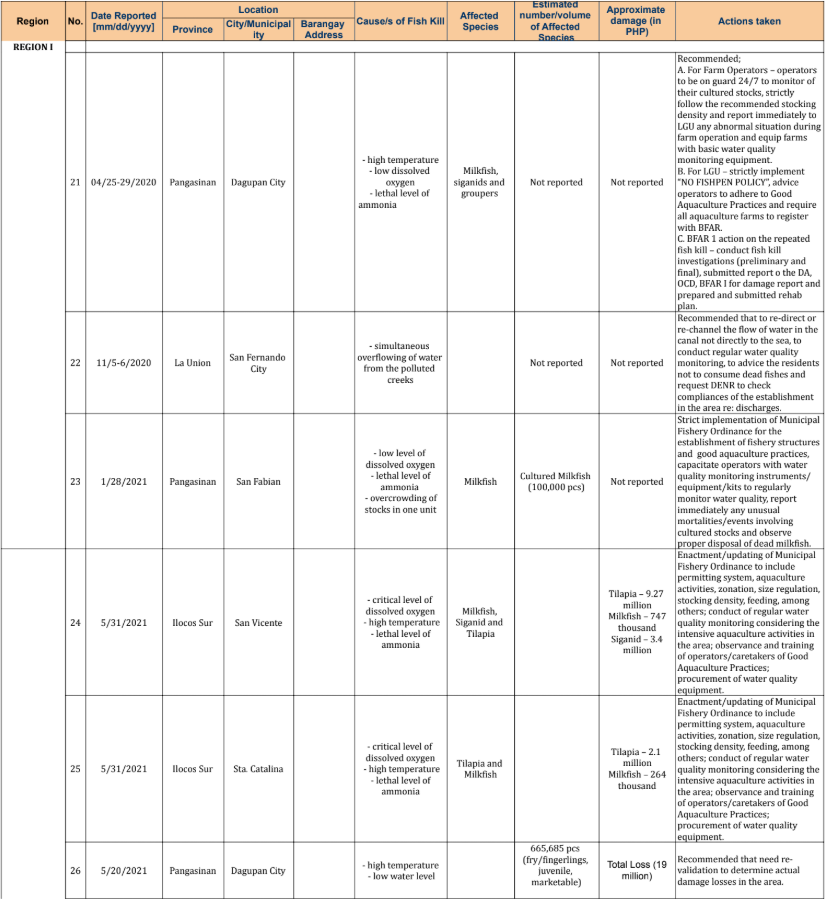 Region
No.
Date Reported
[mm/dd/yyyy]
Location
Province
City/Municipal
ity
Barangay
Address
Cause/s of Fish Kill
Affected
Species
Estimated
number/volume
of Affected
Species
Approximate
damage (in
PHP)
Actions taken
REGION I
21
04/25-29/2020
Pangasinan
Dagupan City
- high temperature
- low dissolved
oxygen
- lethal level of
ammonia
Milkfish,
siganids and
groupers
Not reported
Not reported
Recommended;
A. For Farm Operators – operators
to be on guard 24/7 to monitor of
their cultured stocks, strictly
follow the recommended stocking
density and report immediately to
LGU any abnormal situation during
farm operation and equip farms
with basic water quality
monitoring equipment.
B. For LGU – strictly implement
"NO FISHPEN POLICY", advice
operators to adhere to Good
Aquaculture Practices and require
all aquaculture farms to register
with BFAR.
C. BFAR 1 action on the repeated
fish kill – conduct fish kill
investigations (preliminary and
final), submitted report o the DA,
OCD, BFAR I for damage report and
prepared and submitted rehab
plan.
22
11/5-6/2020
La Union
San Fernando
City
- simultaneous
overflowing of water
from the polluted
creeks
Not reported
Not reported
Recommended that to re-direct or
re-channel the flow of water in the
canal not directly to the sea, to
conduct regular water quality
monitoring, to advice the residents
not to consume dead fishes and
request DENR to check
compliances of the establishment
in the area re: discharges.
23
1/28/2021
Pangasinan
San Fabian
- low level of
dissolved oxygen
- lethal level of
ammonia
- overcrowding of
stocks in one unit
Milkfish
Cultured Milkfish
(100,000 pcs)
Not reported
Strict implementation of Municipal
Fishery Ordinance for the
establishment of fishery structures
and good aquaculture practices,
capacitate operators with water
quality monitoring instruments/
equipment/kits to regularly
monitor water quality, report
immediately any unusual
mortalities/events involving
cultured stocks and observe
proper disposal of dead milkfish.
24
5/31/2021
Ilocos Sur
San Vicente
- critical level of
dissolved oxygen
- high temperature
- lethal level of
ammonia
Milkfish,
Siganid and
Tilapia
Tilapia – 9.27
million
Milkfish – 747
thousand
Siganid – 3.4
million
Enactment/updating of Municipal
Fishery Ordinance to include
permitting system, aquaculture
activities, zonation, size regulation,
stocking density, feeding, among
others; conduct of regular water
quality monitoring considering the
intensive aquaculture activities in
the area; observance and training
of operators/caretakers of Good
Aquaculture Practices;
procurement of water quality
equipment.
25
5/31/2021
Ilocos Sur
Sta. Catalina
- critical level of
dissolved oxygen
- high temperature
- lethal level of
ammonia
Tilapia and
Milkfish
Tilapia – 2.1
million
Milkfish – 264
thousand
Enactment/updating of Municipal
Fishery Ordinance to include
permitting system, aquaculture
activities, zonation, size regulation,
stocking density, feeding, among
others; conduct of regular water
quality monitoring considering the
intensive aquaculture activities in
the area; observance and training
of operators/caretakers of Good
Aquaculture Practices;
procurement of water quality
equipment.
26
5/20/2021
Pangasinan
Dagupan City
- high temperature
- low water level
665,685 pcs
(fry/fingerlings,
juvenile,
marketable)
Total Loss (19
million)
Recommended that need re-
validation to determine actual
damage losses in the area.